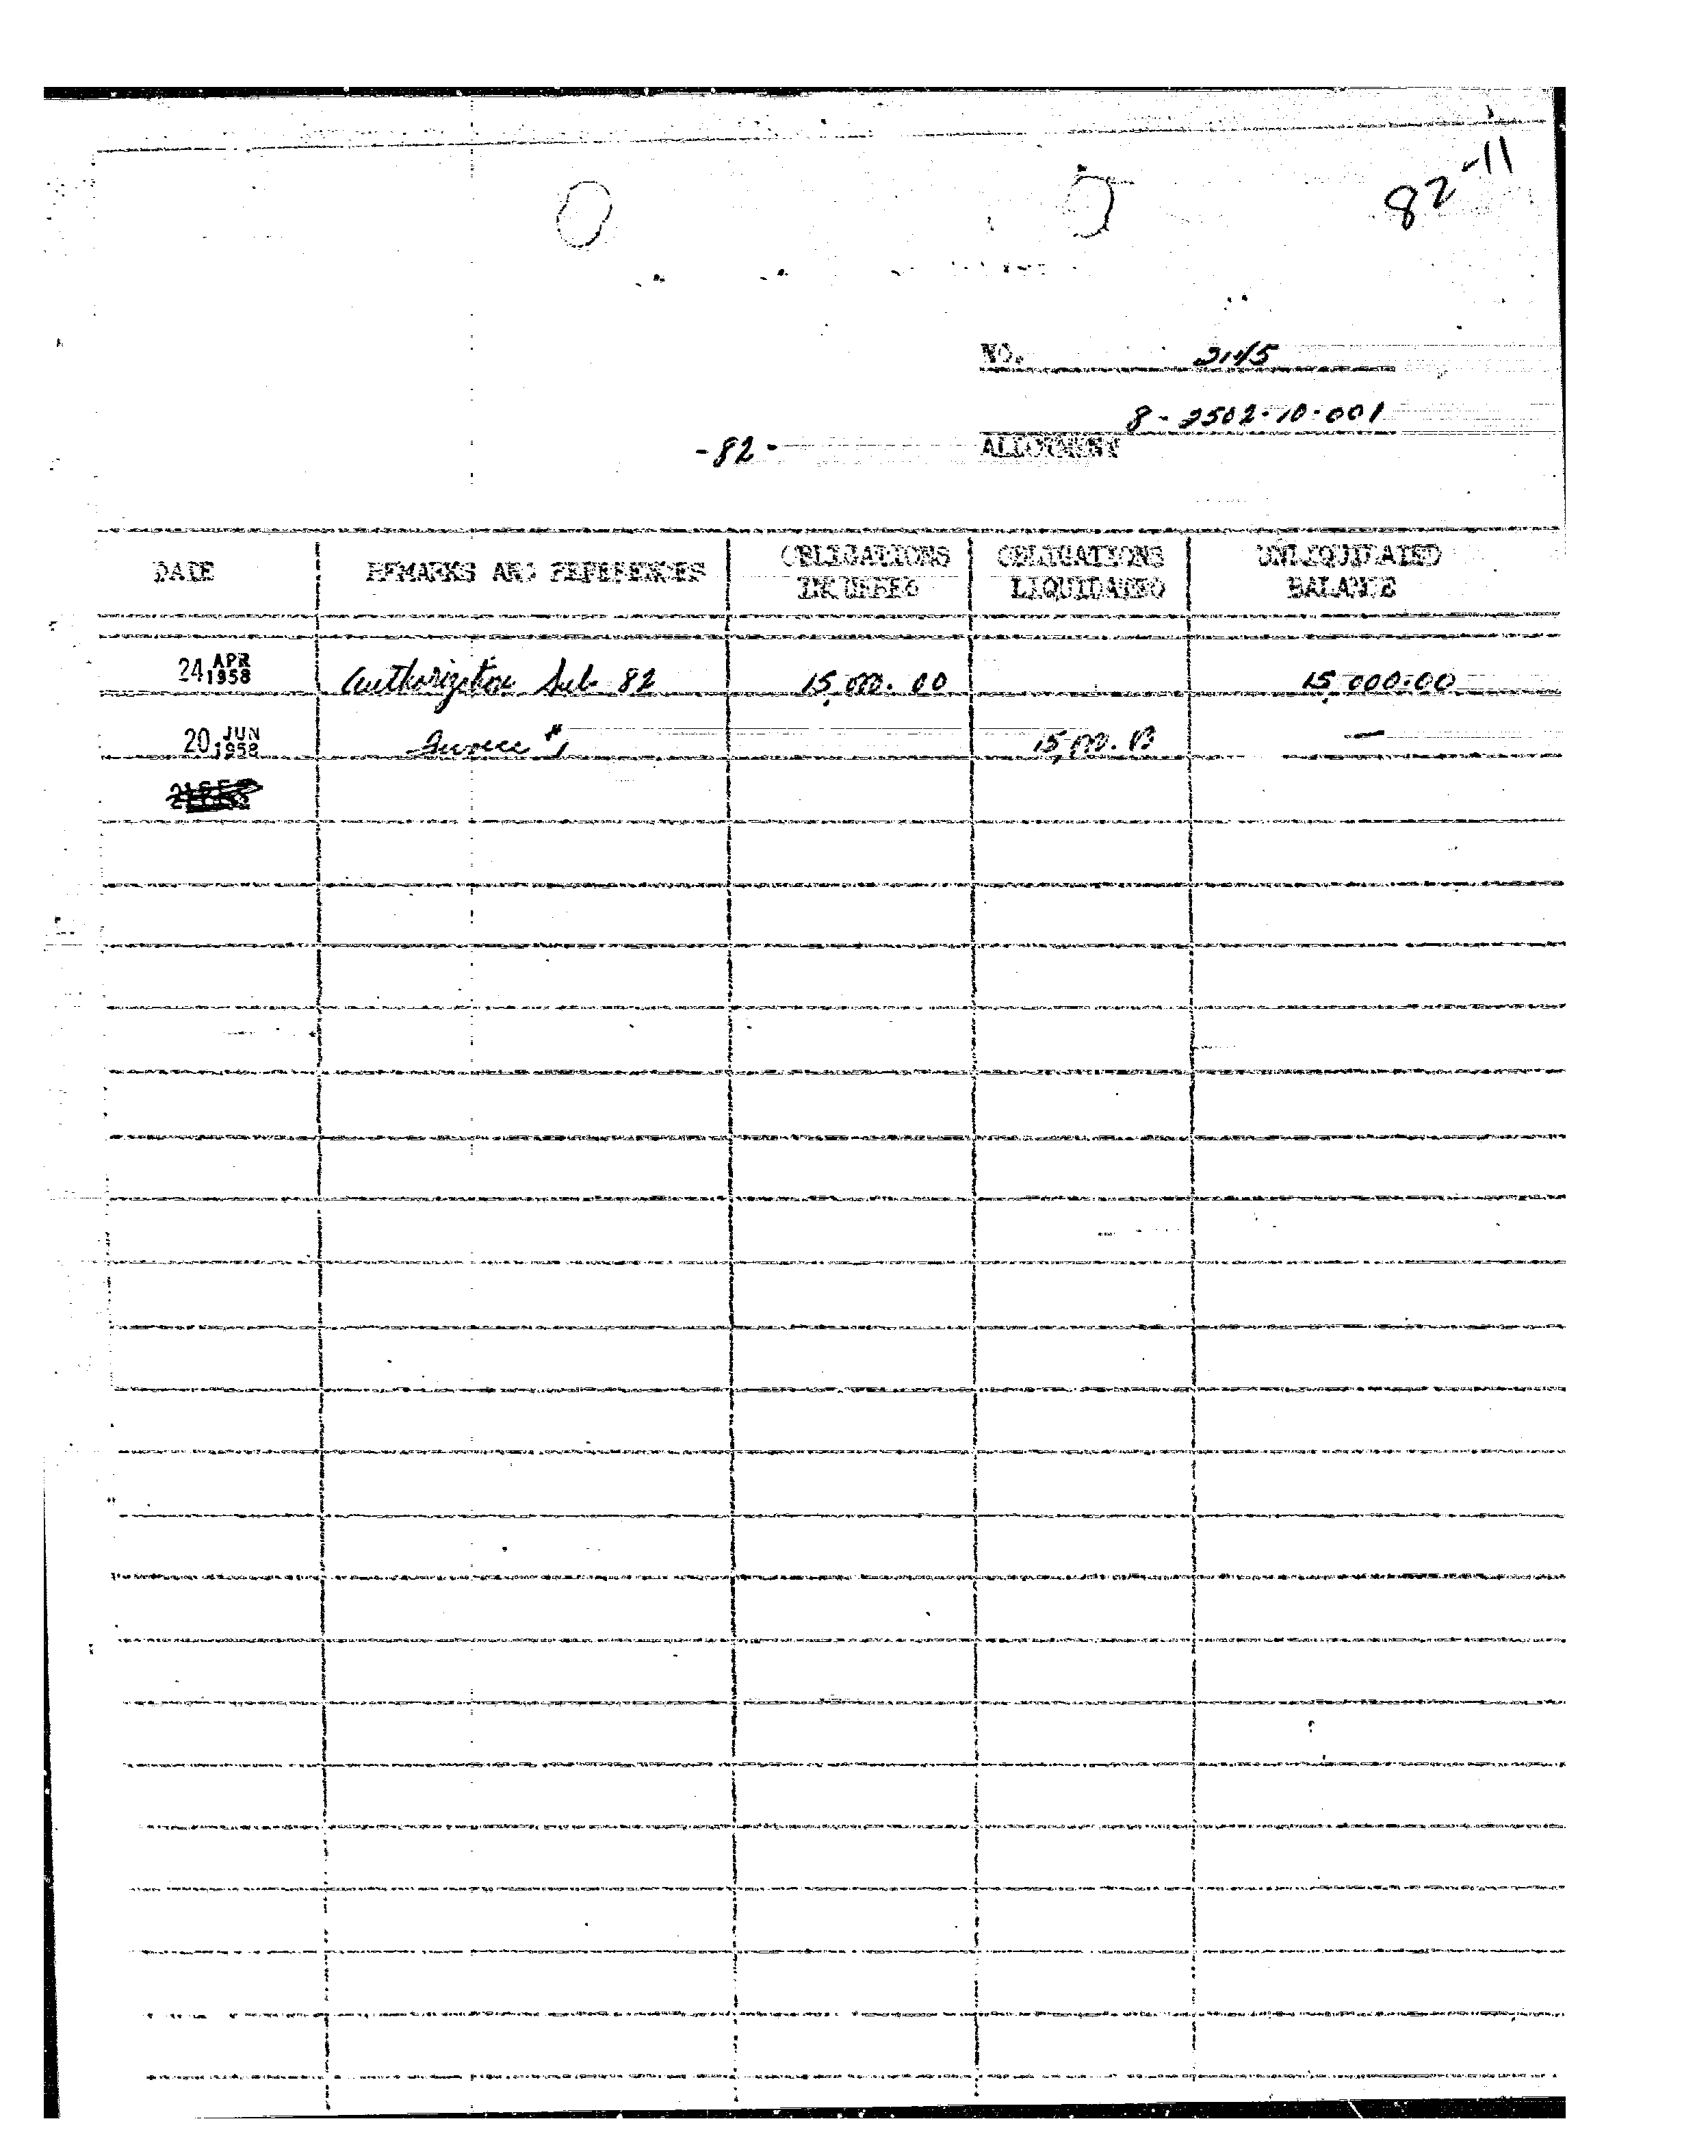 82-11
NO.
8-2502-10-001
-82- ALLOTMENT
DATE REMARKS AND REFERENCES OBLIGATIONS INCURRED OBLIGATIONS LIQUIDATED UNLIQUIDATED BALANCE
24 APR 1958 Authorization Sub 82 15,000.00 15,000.00
20 JUN 1958 Invoice #1 15,000.00 —